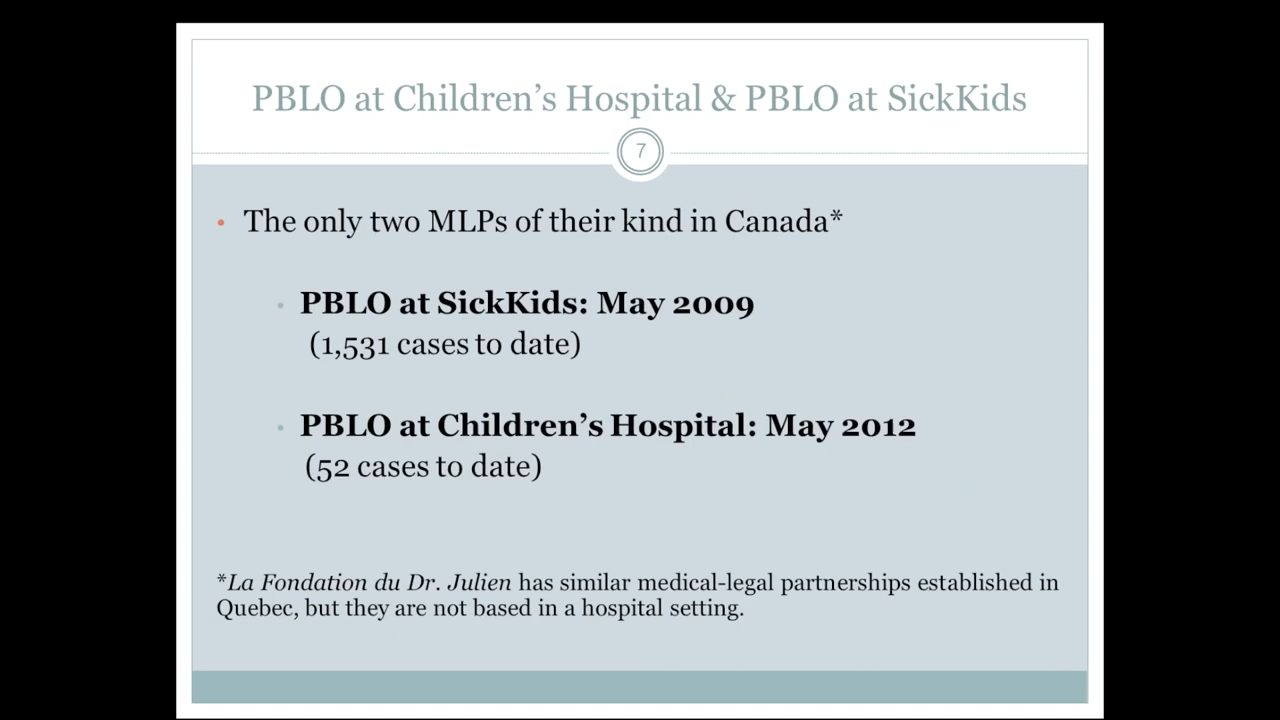 PBLO at Children's Hospital & PBLO at SickKids
7
• The only two MLPs of their kind in Canada*
• PBLO at SickKids: May 2009
(1,531 cases to date)
• PBLO at Children's Hospital: May 2012
(52 cases to date)
*La Fondation du Dr. Julien has similar medical-legal partnerships established in
Quebec, but they are not based in a hospital setting.